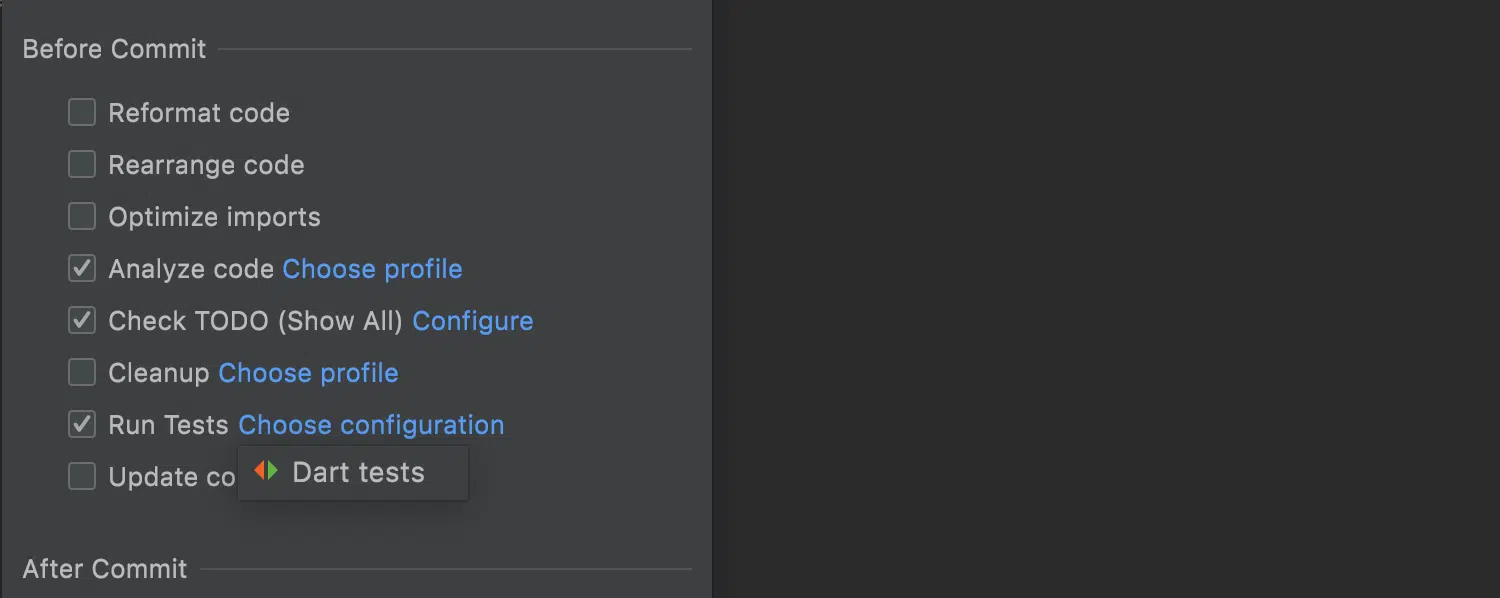 Before Commit
Reformat code
Rearrange code
Optimize imports
Analyze code Choose profile
Check TODO (Show All) Configure
Cleanup Choose profile
Run Tests Choose configuration
Update co
Dart tests
After Commit